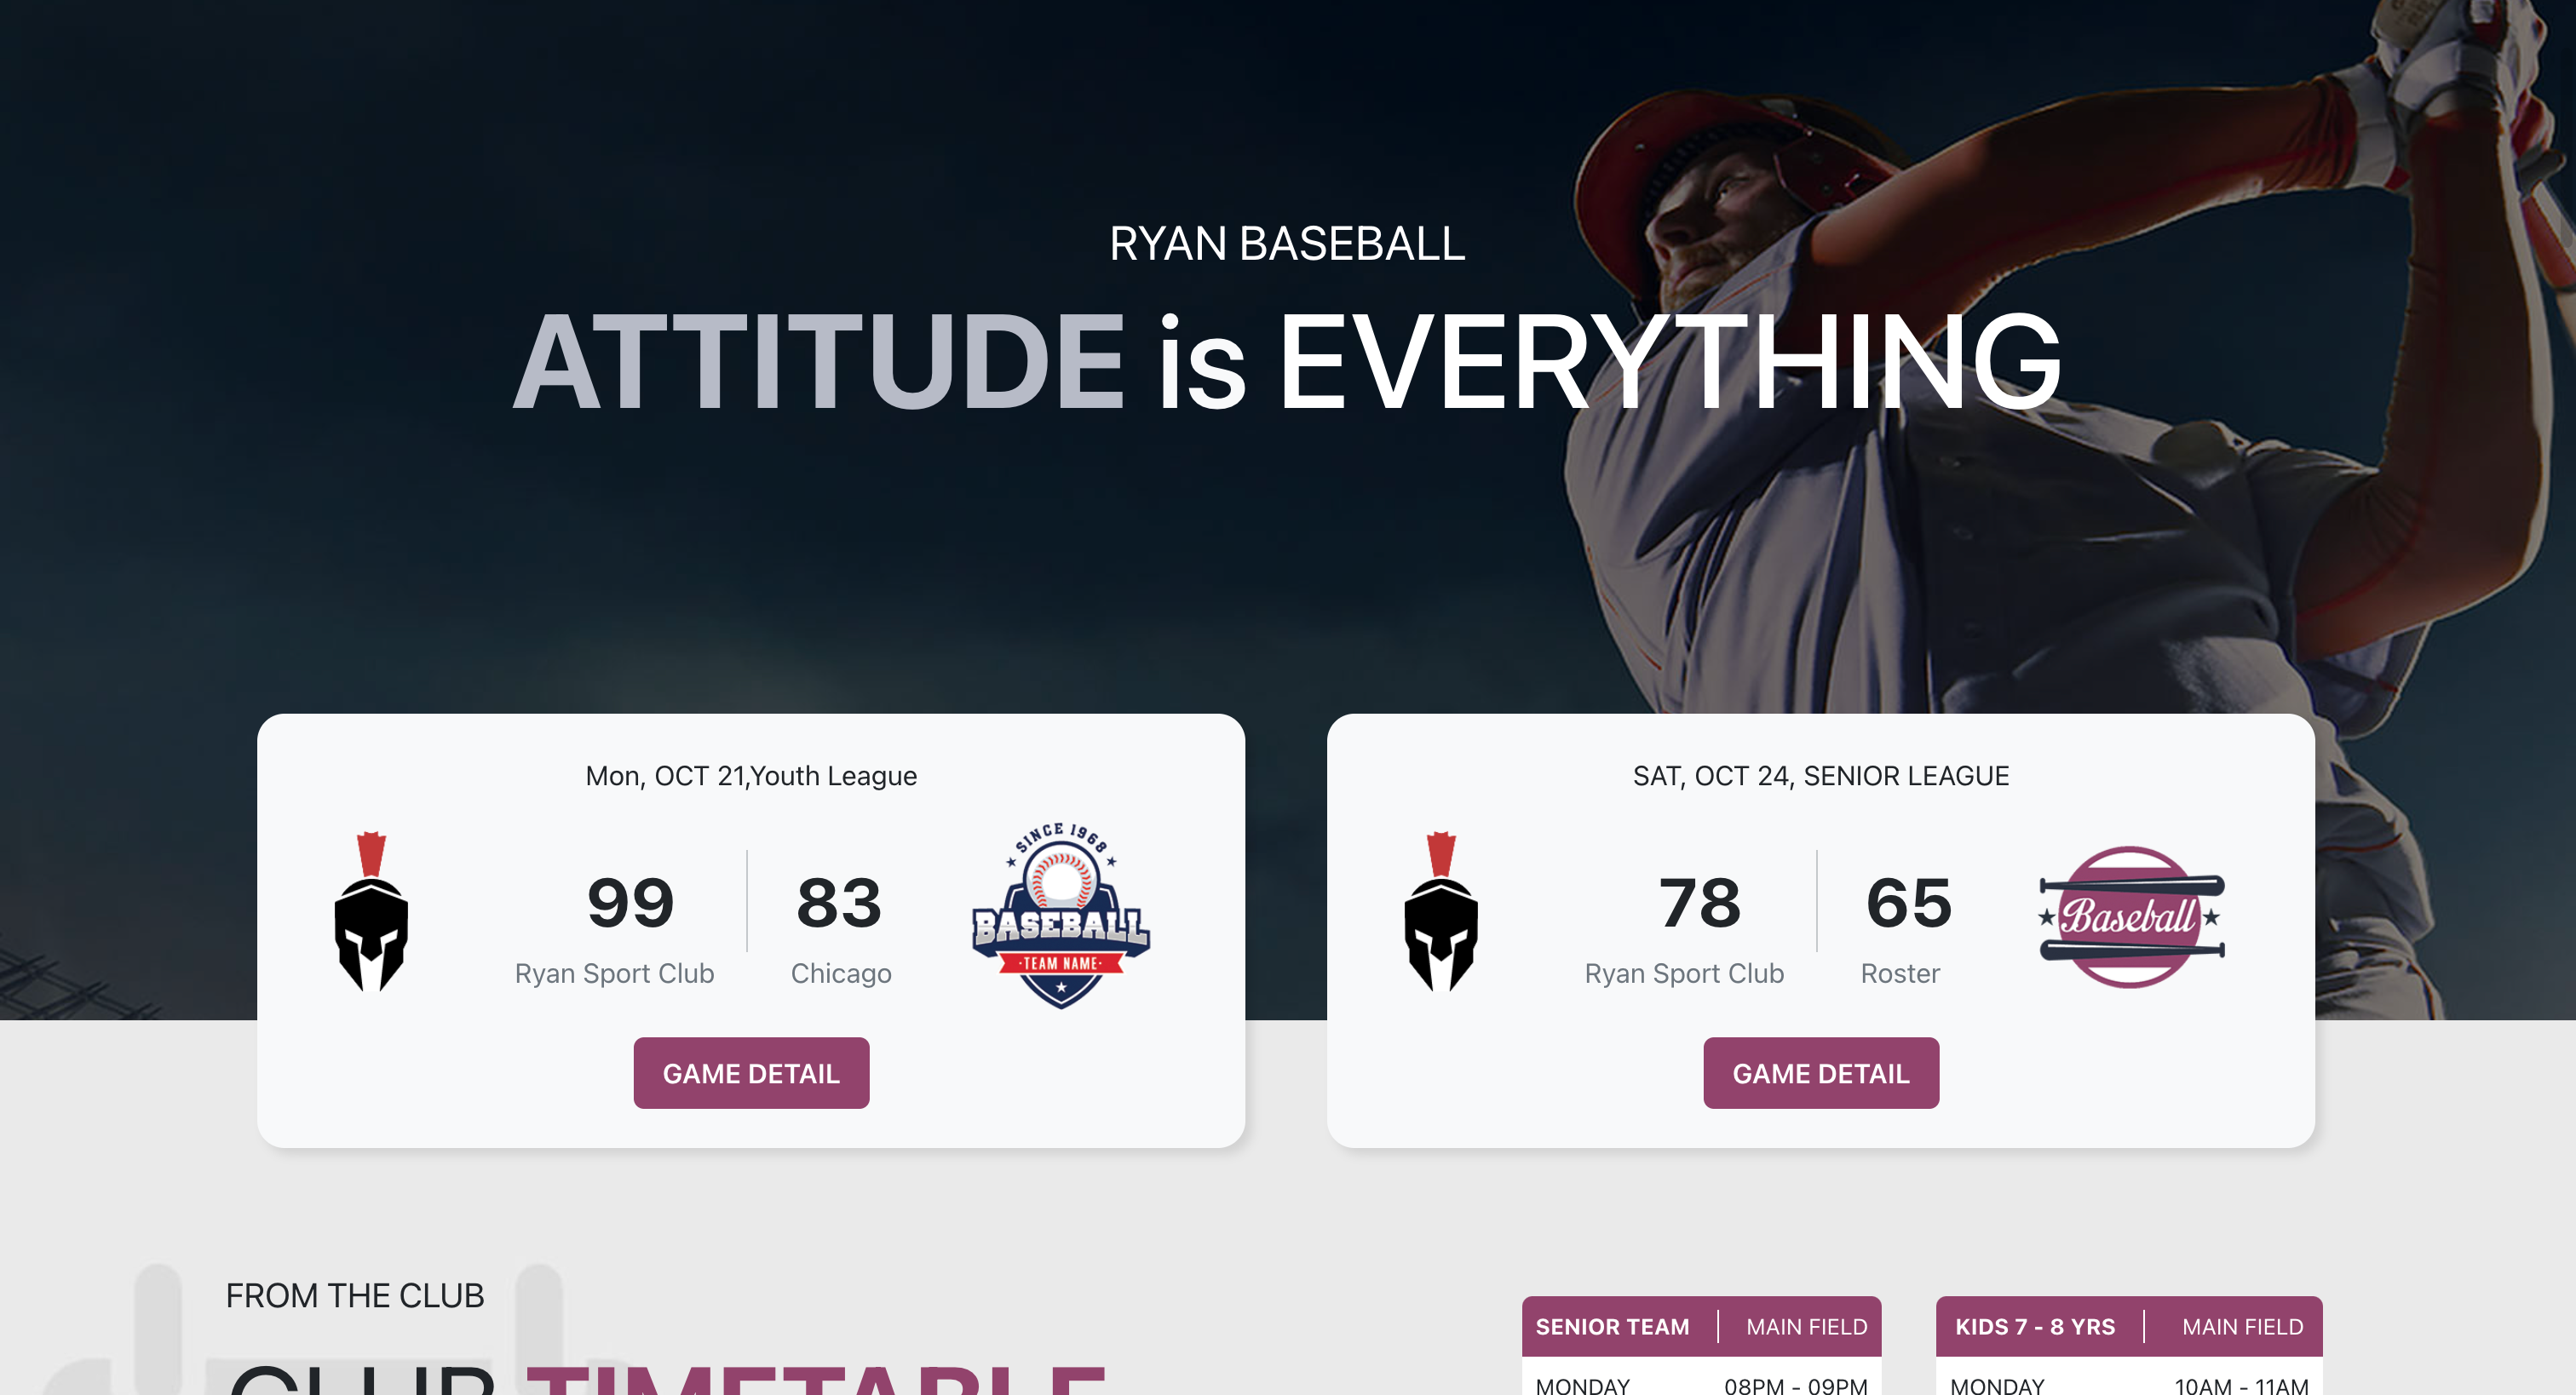 RYAN BASEBALL
ATTITUDE is EVERYTHING
Mon, OCT 21,Youth League
99
83
Ryan Sport Club
Chicago
SINCE 1968
BASEBALL
·TEAM NAME·
GAME DETAIL
SAT, OCT 24, SENIOR LEAGUE
78
65
Ryan Sport Club
Roster
Baseball
GAME DETAIL
FROM THE CLUB
CLUB TIMETABLE
SENIOR TEAM MAIN FIELD
MONDAY 08PM - 09PM
KIDS 7 - 8 YRS MAIN FIELD
MONDAY 10AM - 11AM